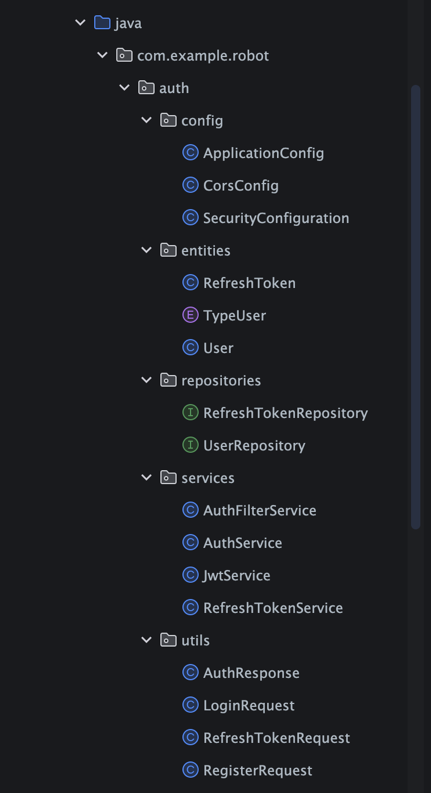 java
com.example.robot
auth
config
C ApplicationConfig
C CorsConfig
C SecurityConfiguration
entities
C RefreshToken
E TypeUser
C User
repositories
I RefreshTokenRepository
I UserRepository
services
C AuthFilterService
C AuthService
C JwtService
C RefreshTokenService
utils
C AuthResponse
C LoginRequest
C RefreshTokenRequest
C RegisterRequest